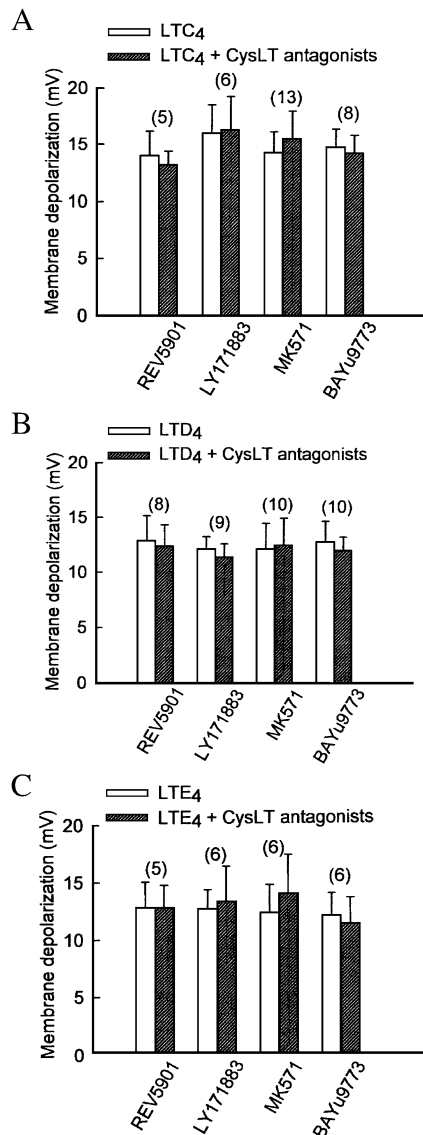 A
LTC4
LTC4 + CysLT antagonists
Membrane depolarization (mV)
20
15
10
5
0
(5)
(6)
(13)
(8)
REV5901
LY171883
MK571
BAYu9773
B
LTD4
LTD4 + CysLT antagonists
Membrane depolarization (mV)
20
15
10
5
0
(8)
(9)
(10)
(10)
REV5901
LY171883
MK571
BAYu9773
C
LTE4
LTE4 + CysLT antagonists
Membrane depolarization (mV)
20
15
10
5
0
(5)
(6)
(6)
(6)
REV5901
LY171883
MK571
BAYu9773